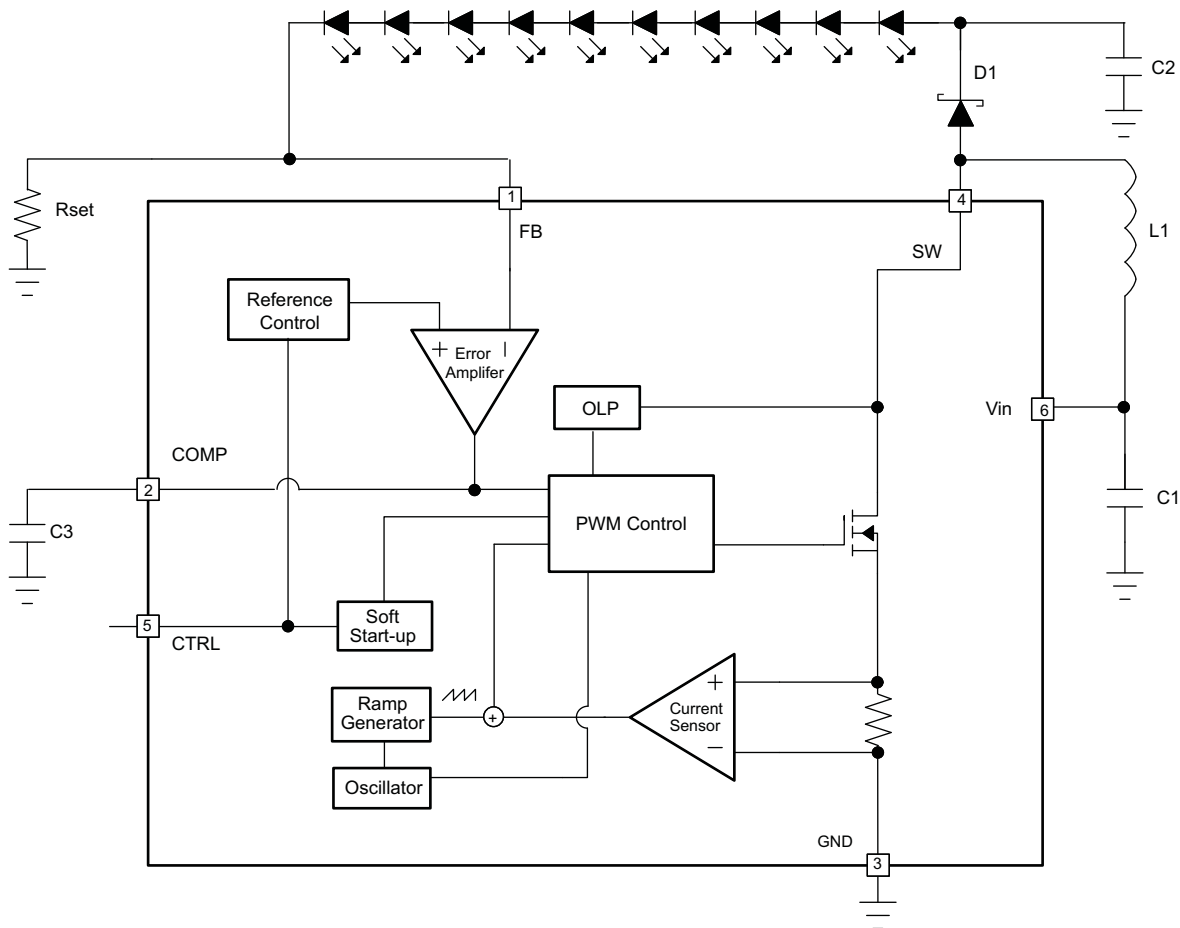 D1
C2
Rset
1
4
FB
SW
L1
Reference
Control
+
Error
Amplifer
OLP
Vin
6
COMP
2
C3
PWM Control
C1
5
CTRL
Soft
Start-up
Ramp
Generator
+
+
Current
Sensor
−
Oscillator
GND
3